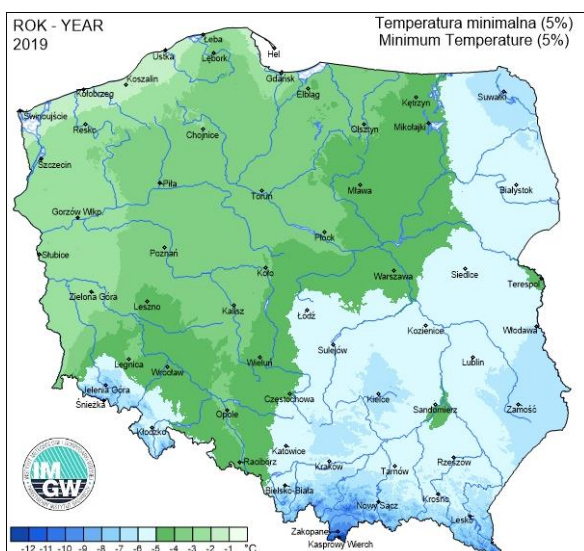 ROK - YEAR
2019
Temperatura minimalna (5%)
Minimum Temperature (5%)
Łeba
Hel
Ustka
Lębork
Gdańsk
Koszalin
Kołobrzeg
Elbląg
Kętrzyn
Suwałki
Świnoujście
Resko
Chojnice
Olsztyn
Mikołajki
Szczecin
Piła
Mława
Białystok
Toruń
Gorzów Wlkp.
Płock
Słubice
Poznań
Koło
Warszawa
Siedlce
Terespol
Zielona Góra
Leszno
Kalisz
Łódź
Kozienice
Włodawa
Sulejów
Legnica
Wrocław
Wieluń
Lublin
Jelenia Góra
Śnieżka
Częstochowa
Kielce
Sandomierz
Zamość
Opole
Kłodzko
Katowice
Racibórz
Kraków
Tarnów
Rzeszów
Bielsko-Biała
Nowy Sącz
Krosno
Lesko
Zakopane
Kasprowy Wierch
IM
GW
-12 -11 -10 -9 -8 -7 -6 -5 -4 -3 -2 -1 °C